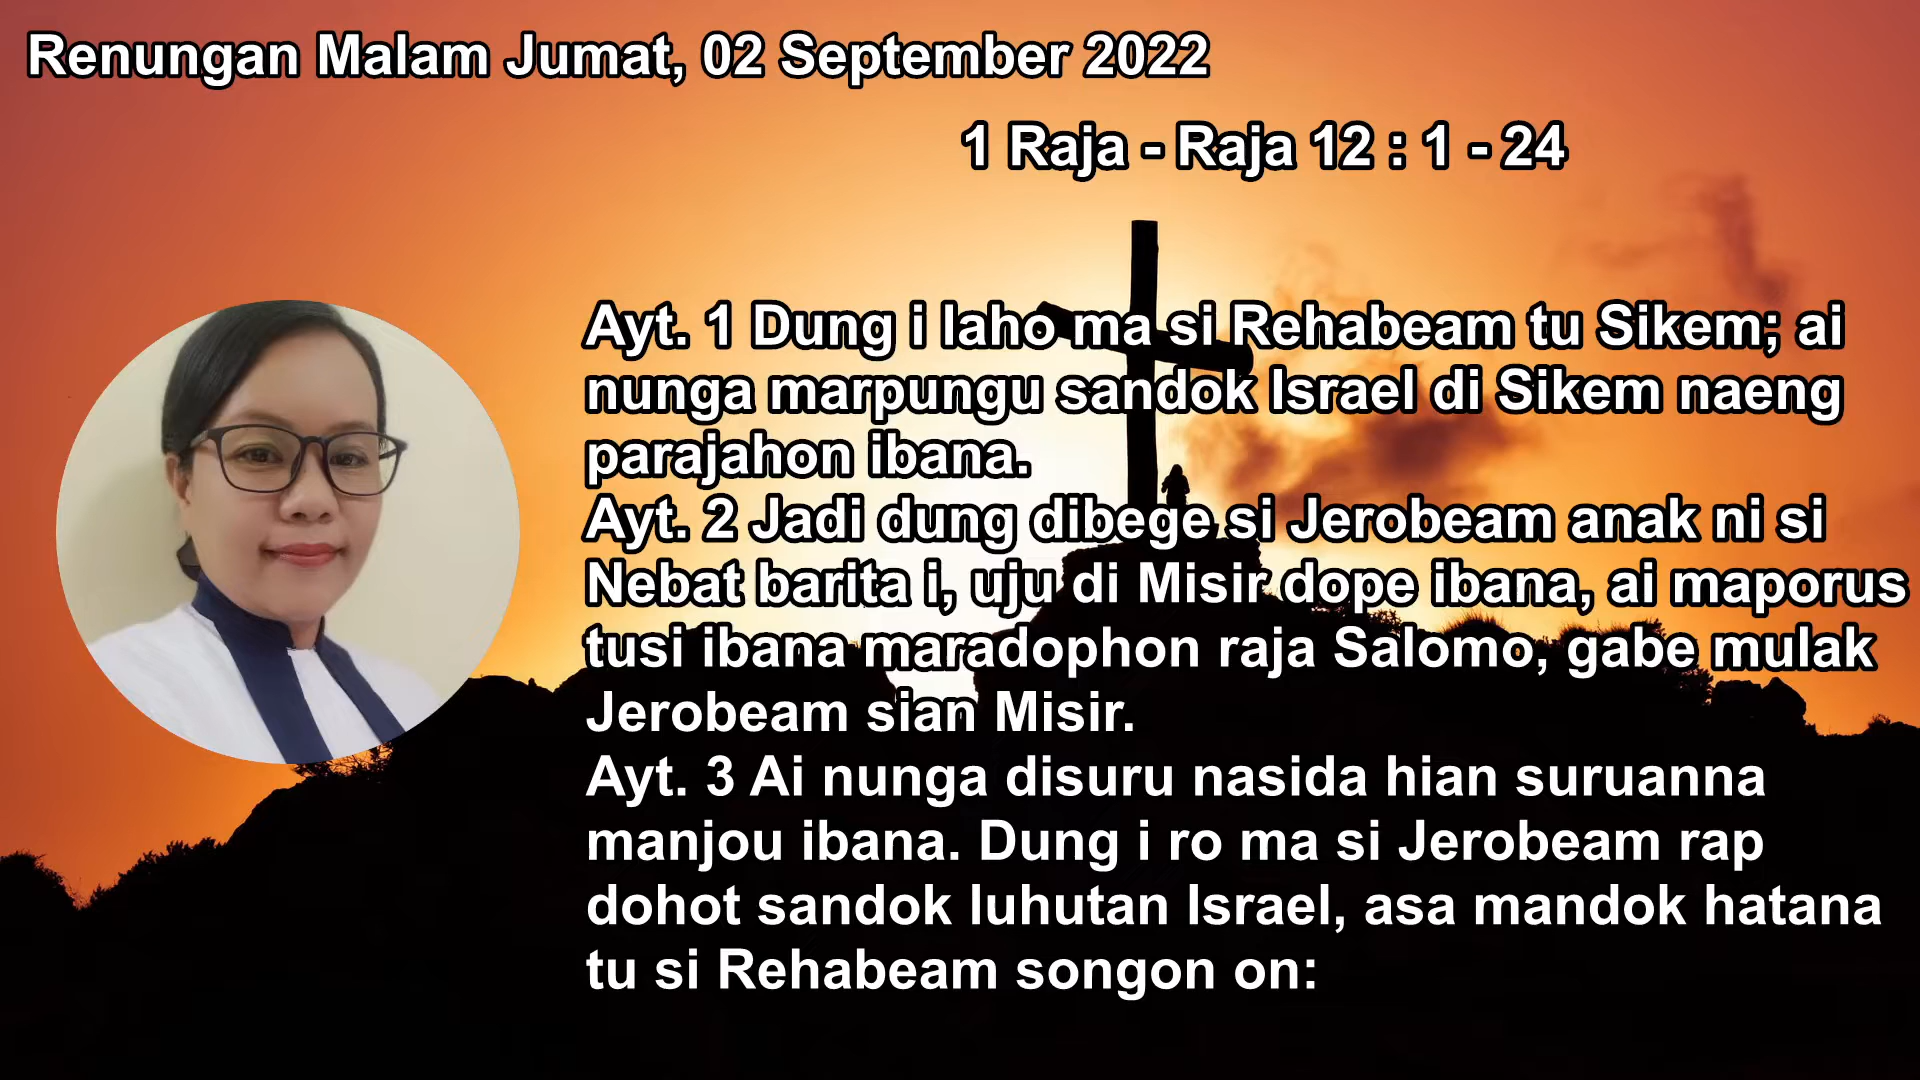 Renungan Malam Jumat, 02 September 2022
1 Raja - Raja 12 : 1 - 24
Ayt. 1 Dung i laho ma si Rehabeam tu Sikem; ai
nunga marpungu sandok Israel di Sikem naeng
parajahon ibana.
Ayt. 2 Jadi dung dibege si Jerobeam anak ni si
Nebat barita i, uju di Misir dope ibana, ai maporus
tusi ibana maradophon raja Salomo, gabe mulak
Jerobeam sian Misir.
Ayt. 3 Ai nunga disuru nasida hian suruanna
manjou ibana. Dung i ro ma si Jerobeam rap
dohot sandok luhutan Israel, asa mandok hatana
tu si Rehabeam songon on: